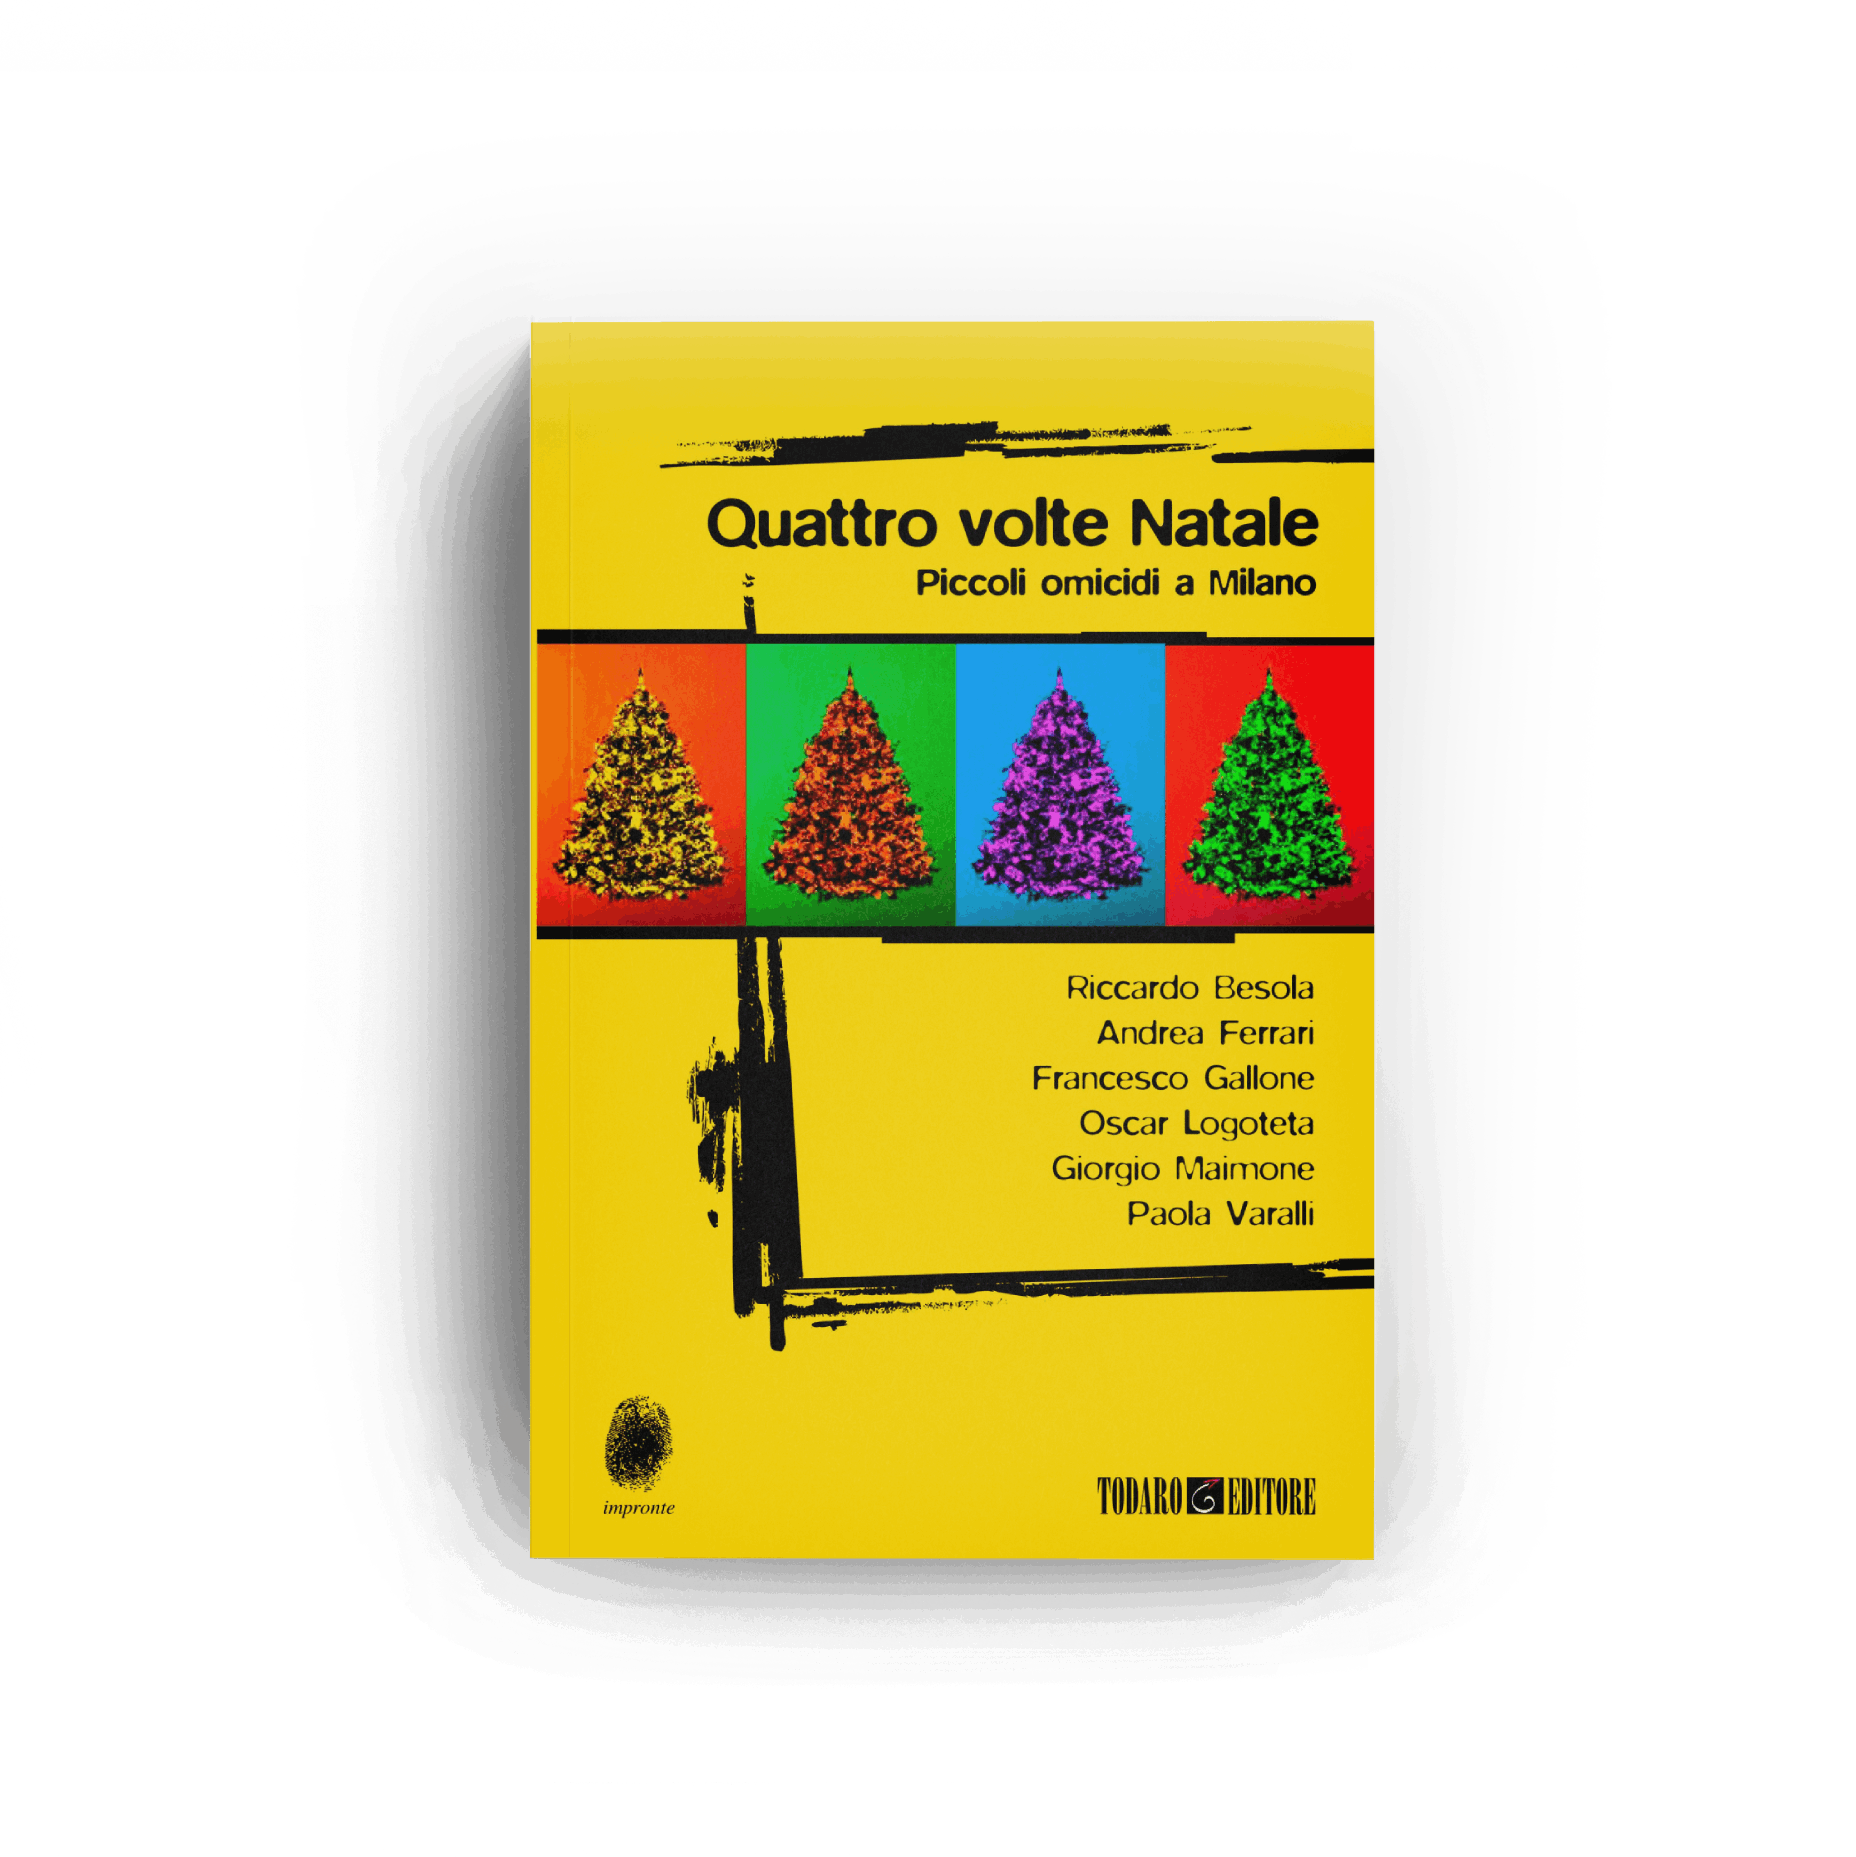 Quattro volte Natale
Piccoli omicidi a Milano
Riccardo Besola
Andrea Ferrari
Francesco Gallone
Oscar Logoteta
Giorgio Maimone
Paola Varalli
impronte
TODARO EDITORE